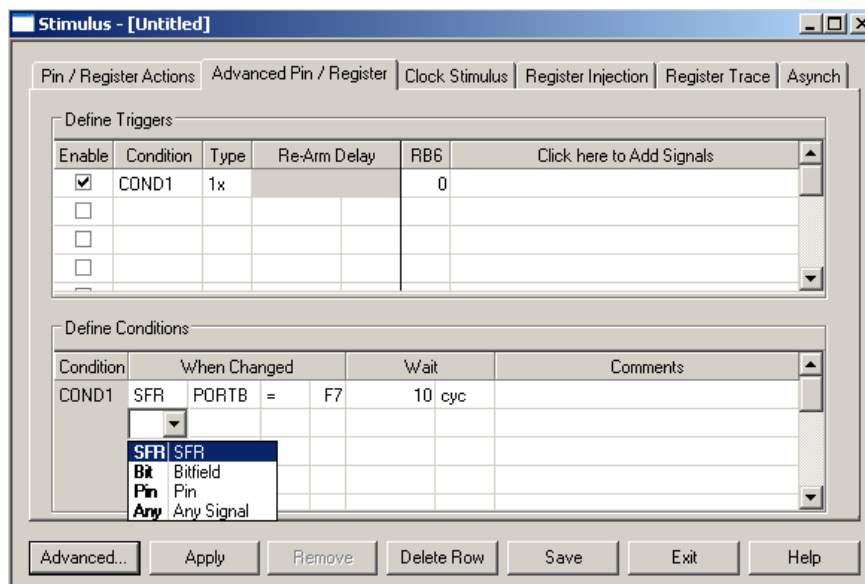 Stimulus - [Untitled]
Pin / Register Actions Advanced Pin / Register Clock Stimulus Register Injection Register Trace Asynch
Define Triggers
Enable Condition Type Re-Arm Delay RB6 Click here to Add Signals
COND1 1x 0
Define Conditions
Condition When Changed Wait Comments
COND1 SFR PORTB = F7 10 cyc
SFR SFR
Bit Bitfield
Pin Pin
Any Any Signal
Advanced... Apply Remove Delete Row Save Exit Help